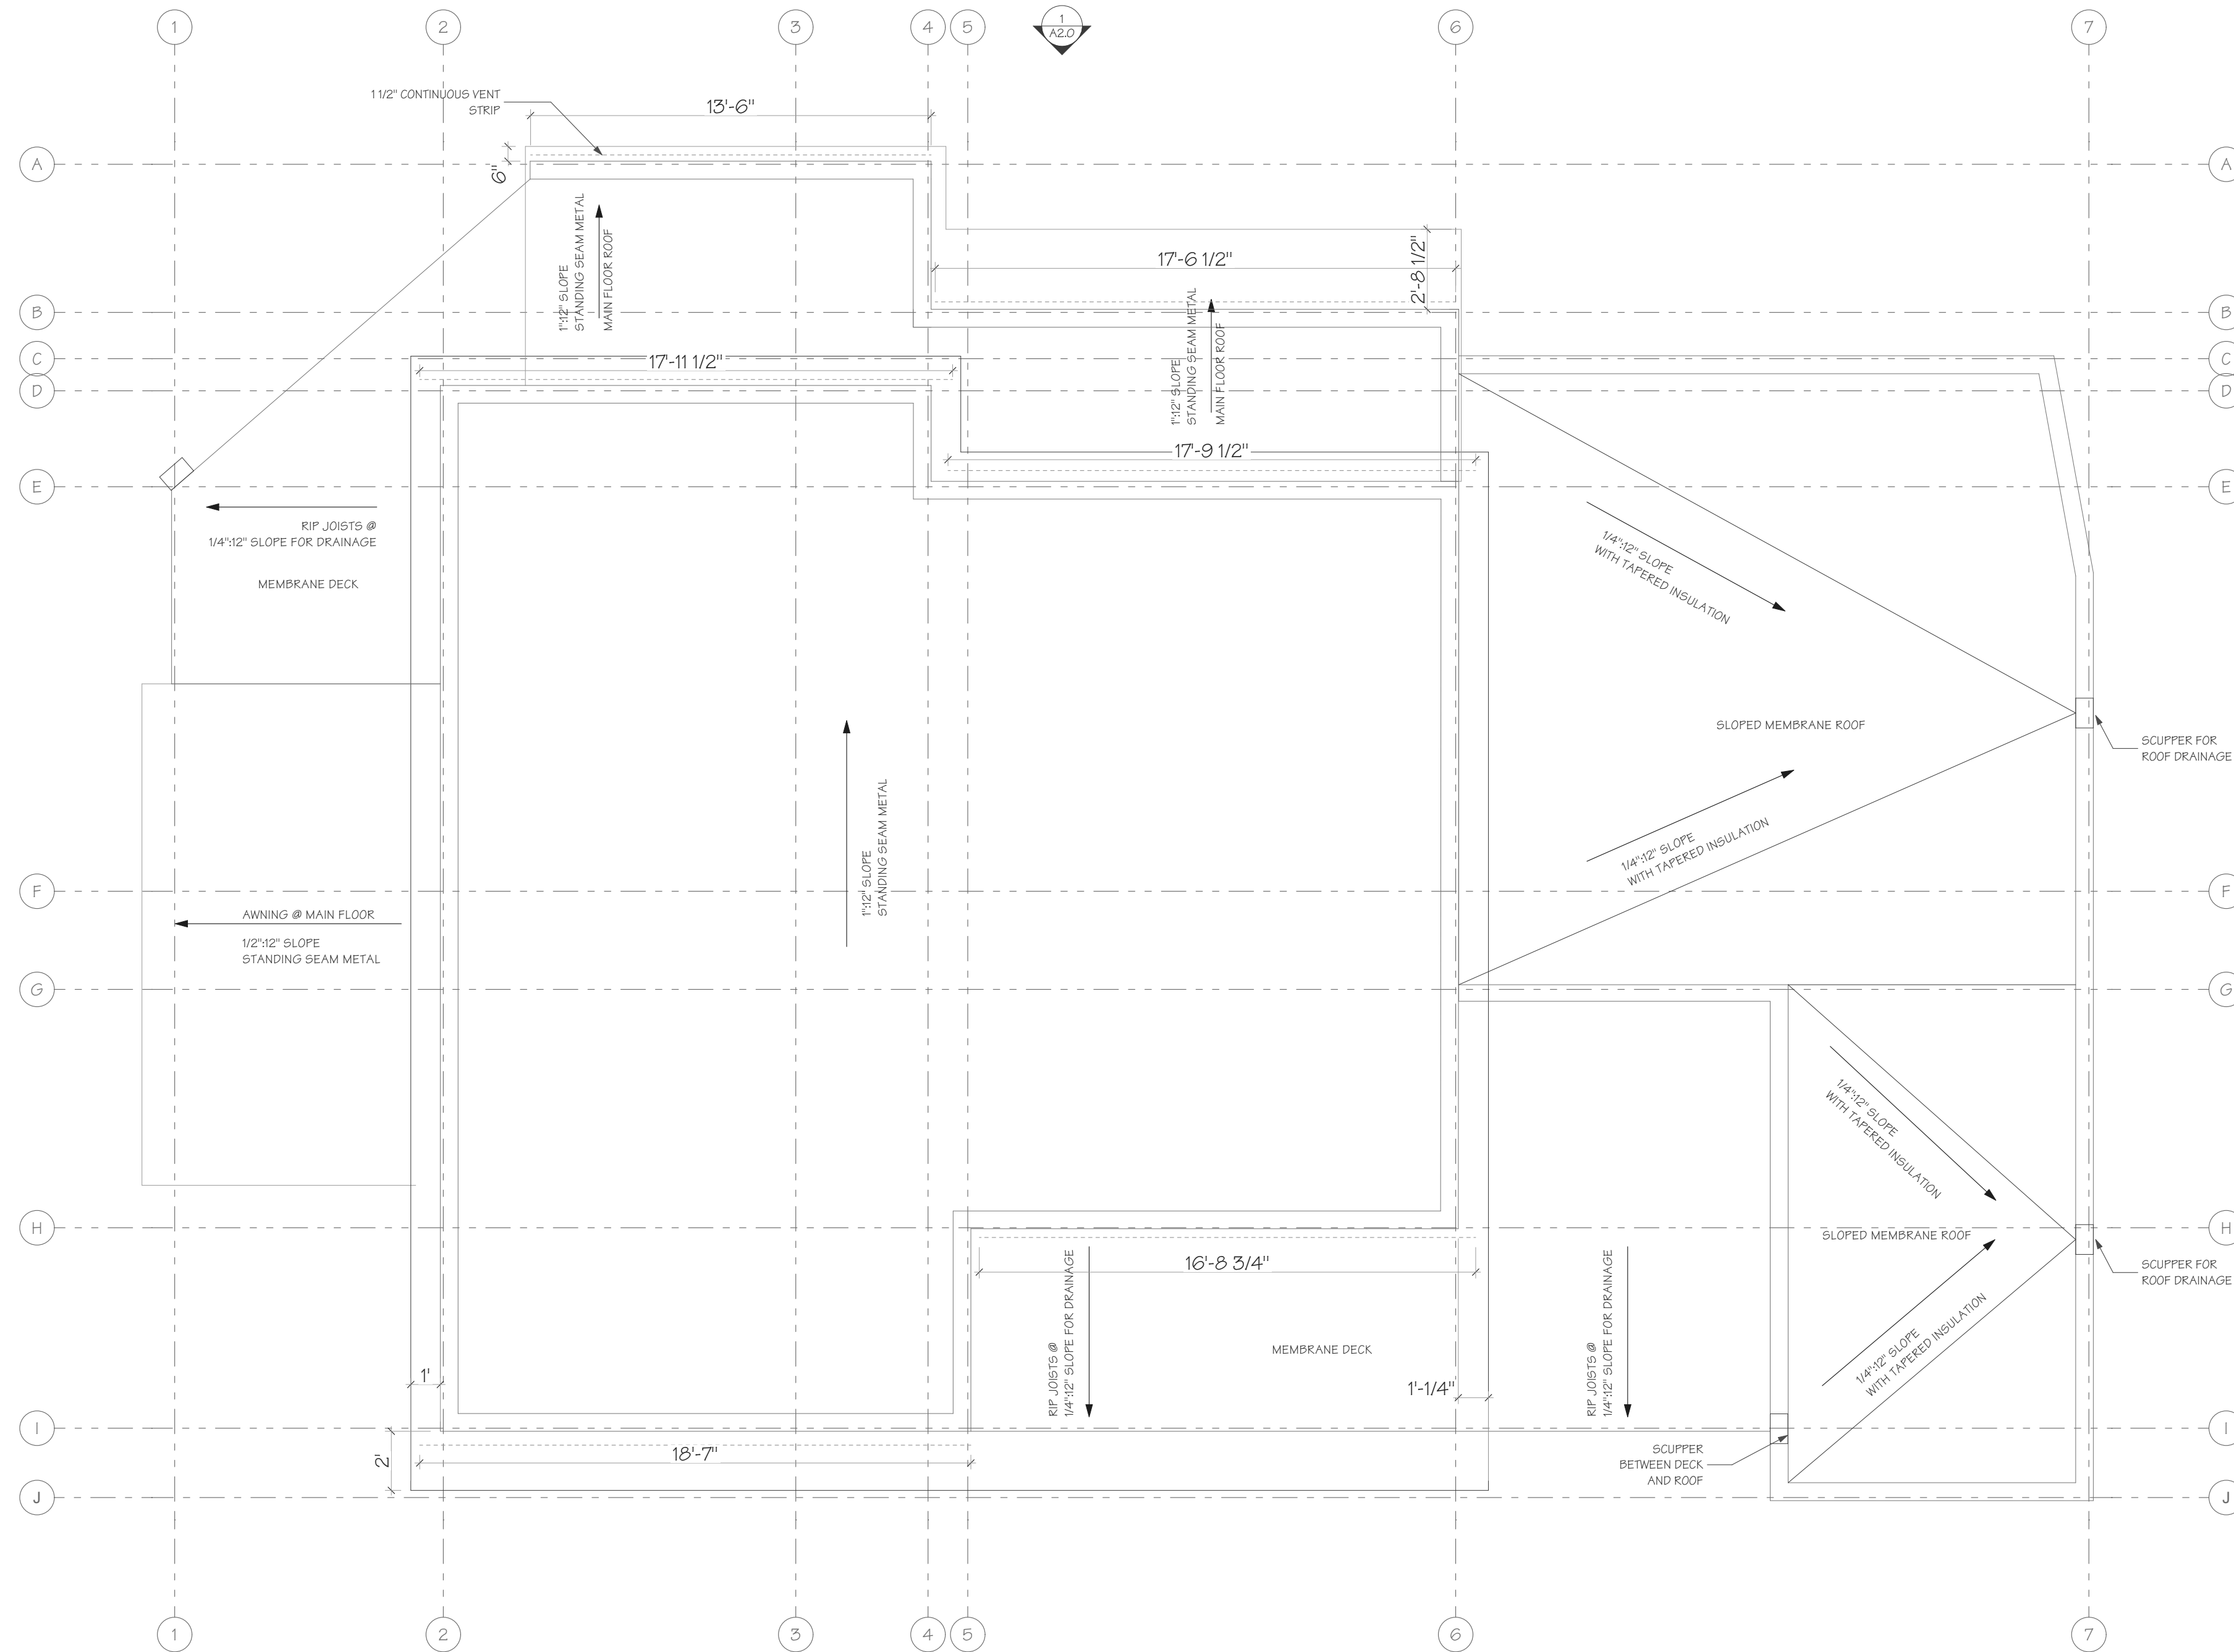 1
2
3
4
5
1
A2.0
6
7
1 1/2" CONTINUOUS VENT
STRIP
13'-6"
A
A
6"
1":12" SLOPE
STANDING SEAM METAL
MAIN FLOOR ROOF
17'-6 1/2"
2'-8 1/2"
B
B
1":12" SLOPE
STANDING SEAM METAL
MAIN FLOOR ROOF
C
17'-11 1/2"
C
D
D
17'-9 1/2"
E
E
RIP JOISTS @
1/4":12" SLOPE FOR DRAINAGE
MEMBRANE DECK
1/4":12" SLOPE
WITH TAPERED INSULATION
SLOPED MEMBRANE ROOF
SCUPPER FOR
ROOF DRAINAGE
1":12" SLOPE
STANDING SEAM METAL
1/4":12" SLOPE
WITH TAPERED INSULATION
F
F
AWNING @ MAIN FLOOR
1/2":12" SLOPE
STANDING SEAM METAL
G
G
1/4":12" SLOPE
WITH TAPERED INSULATION
H
H
SLOPED MEMBRANE ROOF
SCUPPER FOR
ROOF DRAINAGE
16'-8 3/4"
RIP JOISTS @
1/4":12" SLOPE FOR DRAINAGE
MEMBRANE DECK
RIP JOISTS @
1/4":12" SLOPE FOR DRAINAGE
1/4":12" SLOPE
WITH TAPERED INSULATION
1'
1'-1/4"
I
I
2'
18'-7"
SCUPPER
BETWEEN DECK
AND ROOF
J
J
1
2
3
4
5
6
7